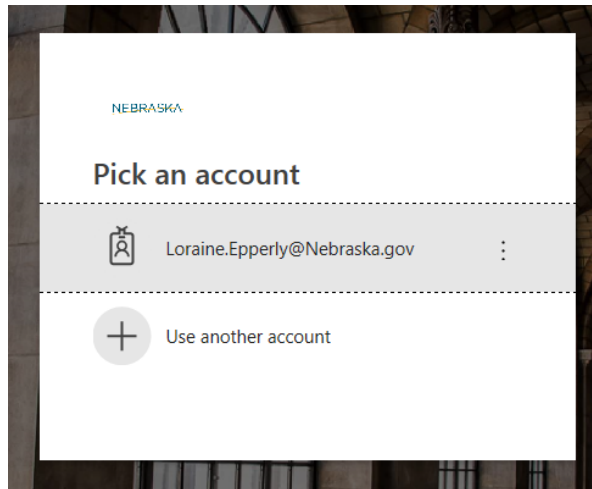 NEBRASKA
Pick an account
Loraine.Epperly@Nebraska.gov
Use another account